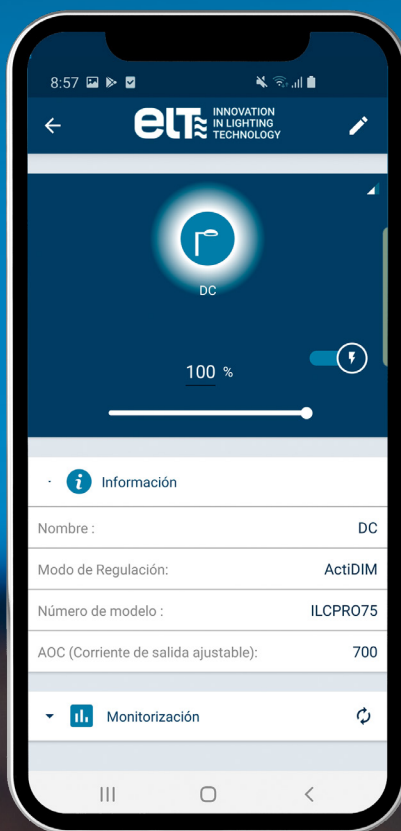 8:57
elt INNOVATION
IN LIGHTING
TECHNOLOGY
DC
100 %
Información
Nombre : DC
Modo de Regulación: ActiDIM
Número de modelo : ILCPRO75
AOC (Corriente de salida ajustable): 700
Monitorización